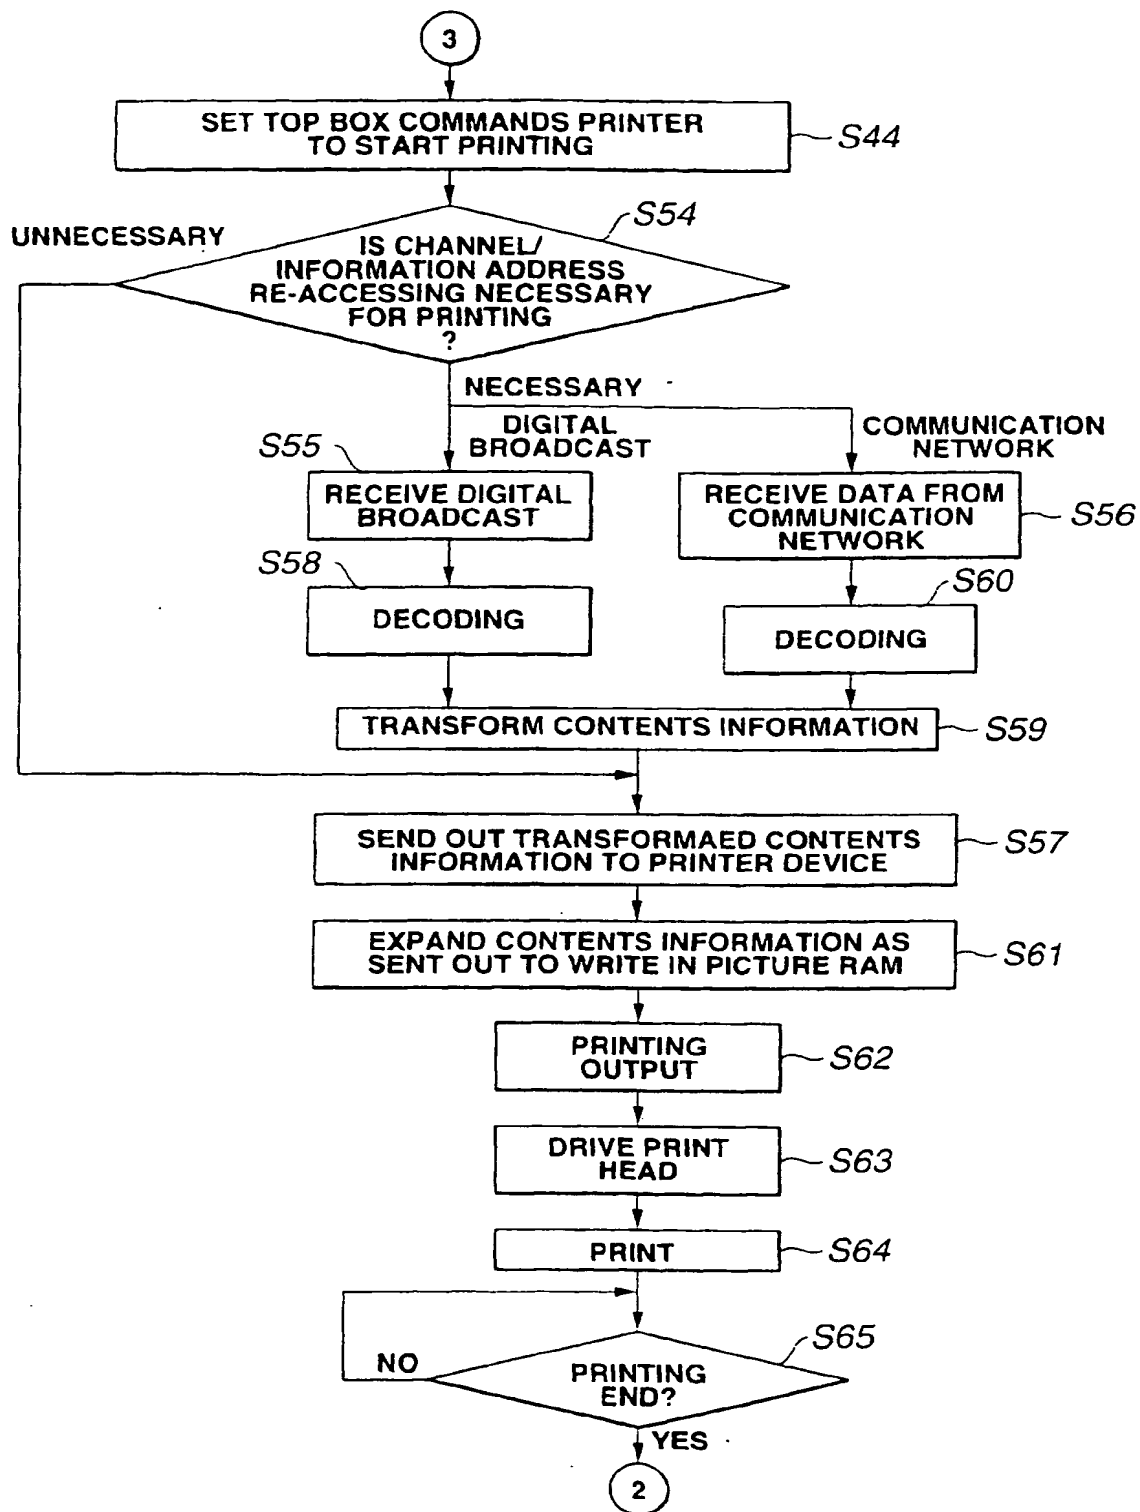 3
SET TOP BOX COMMANDS PRINTER
TO START PRINTING
S44
S54
UNNECESSARY
IS CHANNEL/
INFORMATION ADDRESS
RE-ACCESSING NECESSARY
FOR PRINTING
?
NECESSARY
DIGITAL
BROADCAST
COMMUNICATION
NETWORK
S55
RECEIVE DIGITAL
BROADCAST
RECEIVE DATA FROM
COMMUNICATION
NETWORK
S56
S58
DECODING
S60
DECODING
TRANSFORM CONTENTS INFORMATION
S59
SEND OUT TRANSFORMAED CONTENTS
INFORMATION TO PRINTER DEVICE
S57
EXPAND CONTENTS INFORMATION AS
SENT OUT TO WRITE IN PICTURE RAM
S61
PRINTING
OUTPUT
S62
DRIVE PRINT
HEAD
S63
PRINT
S64
S65
NO
PRINTING
END?
YES
2